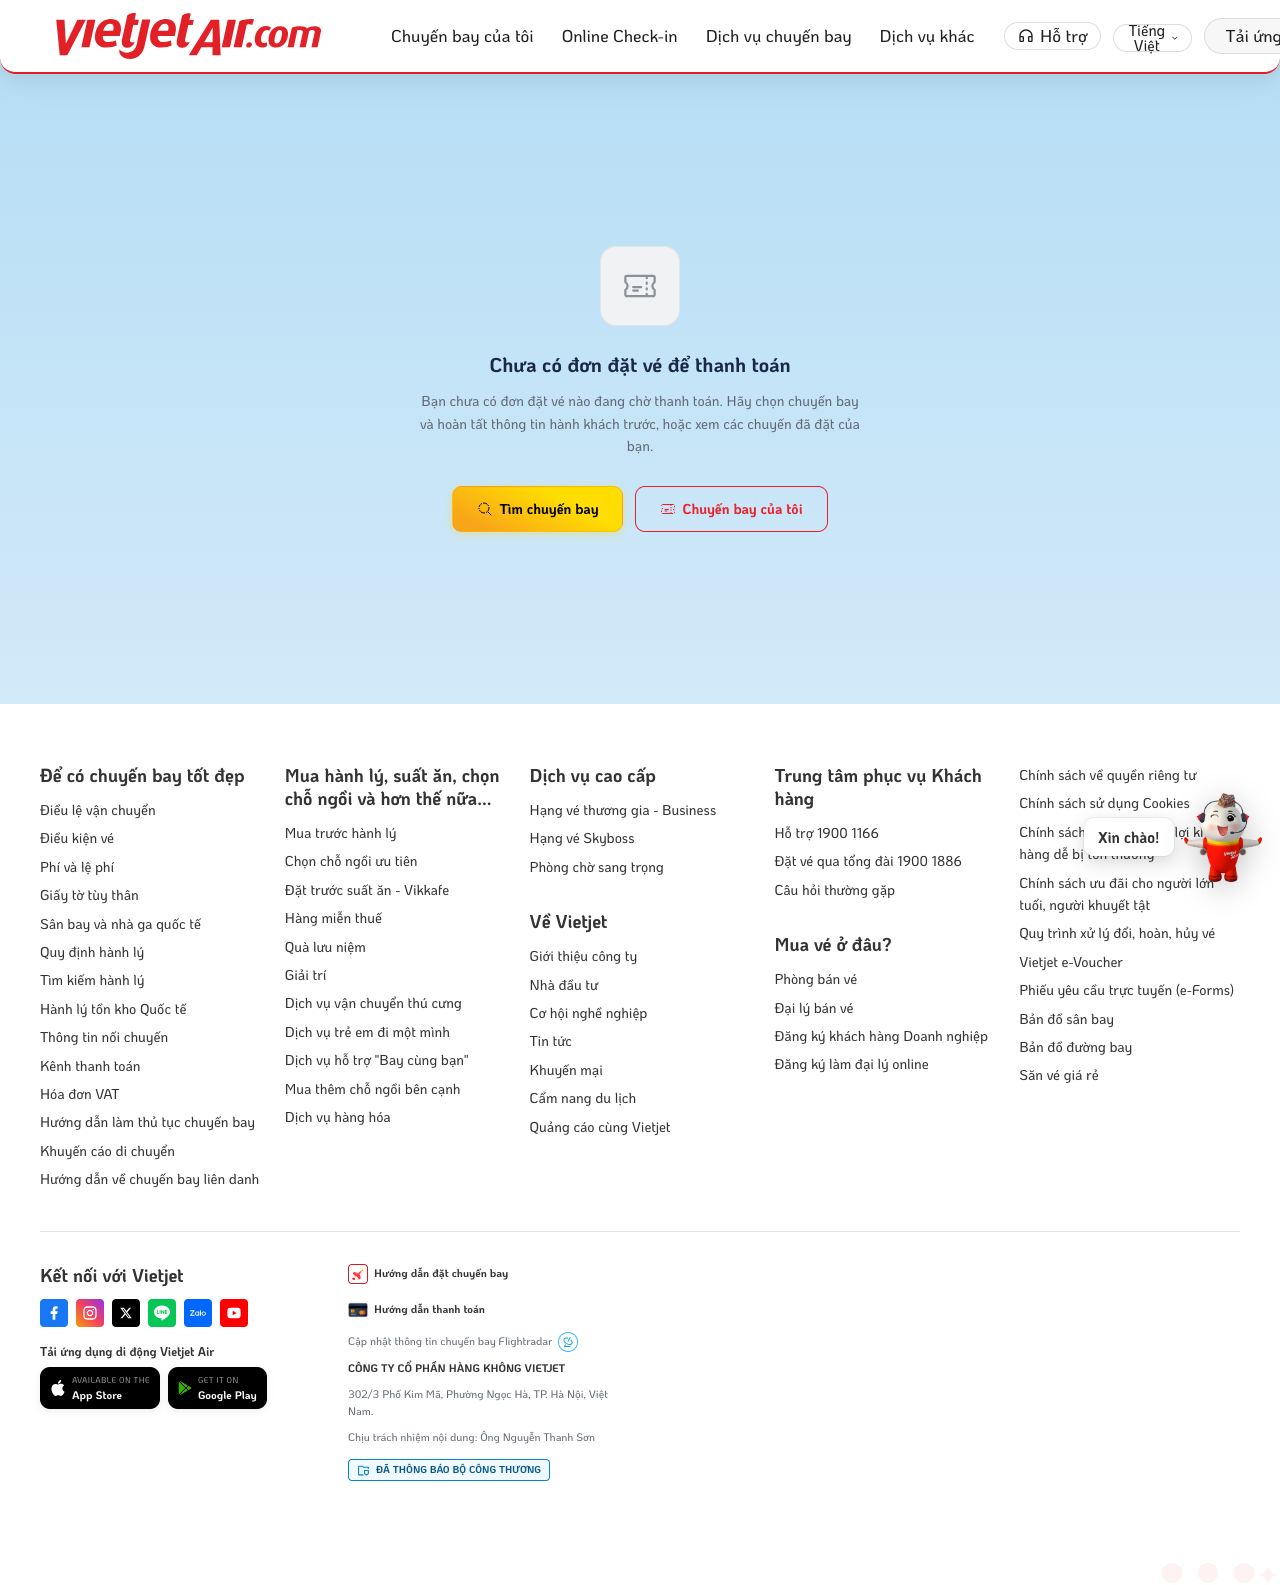 vietjetAir.com
Chuyến bay của tôi
Online Check-in
Dịch vụ chuyến bay
Dịch vụ khác
Hỗ trợ
Tiếng
Việt
Tải ứng
Chưa có đơn đặt vé để thanh toán
Bạn chưa có đơn đặt vé nào đang chờ thanh toán. Hãy chọn chuyến bay
và hoàn tất thông tin hành khách trước, hoặc xem các chuyến đã đặt của
bạn.
Tìm chuyến bay
Chuyến bay của tôi
Để có chuyến bay tốt đẹp
Điều lệ vận chuyển
Điều kiện vé
Phí và lệ phí
Giấy tờ tùy thân
Sân bay và nhà ga quốc tế
Quy định hành lý
Tìm kiếm hành lý
Hành lý tồn kho Quốc tế
Thông tin nối chuyến
Kênh thanh toán
Hóa đơn VAT
Hướng dẫn làm thủ tục chuyến bay
Khuyến cáo di chuyển
Hướng dẫn về chuyến bay liên danh
Mua hành lý, suất ăn, chọn
chỗ ngồi và hơn thế nữa...
Mua trước hành lý
Chọn chỗ ngồi ưu tiên
Đặt trước suất ăn - Vikkafe
Hàng miễn thuế
Quà lưu niệm
Giải trí
Dịch vụ vận chuyển thú cưng
Dịch vụ trẻ em đi một mình
Dịch vụ hỗ trợ "Bay cùng bạn"
Mua thêm chỗ ngồi bên cạnh
Dịch vụ hàng hóa
Dịch vụ cao cấp
Hạng vé thương gia - Business
Hạng vé Skyboss
Phòng chờ sang trọng
Về Vietjet
Giới thiệu công ty
Nhà đầu tư
Cơ hội nghề nghiệp
Tin tức
Khuyến mại
Cẩm nang du lịch
Quảng cáo cùng Vietjet
Trung tâm phục vụ Khách
hàng
Hỗ trợ 1900 1166
Đặt vé qua tổng đài 1900 1886
Câu hỏi thường gặp
Mua vé ở đâu?
Phòng bán vé
Đại lý bán vé
Đăng ký khách hàng Doanh nghiệp
Đăng ký làm đại lý online
Chính sách về quyền riêng tư
Chính sách sử dụng Cookies
Chính sách lợi
hàng dễ bị tổn thương
Xin chào!
Chính sách ưu đãi cho người lớn
tuổi, người khuyết tật
Quy trình xử lý đổi, hoàn, hủy vé
Vietjet e-Voucher
Phiếu yêu cầu trực tuyến (e-Forms)
Bản đồ sân bay
Bản đồ đường bay
Săn vé giá rẻ
Kết nối với Vietjet
LINE
Zalo
Tải ứng dụng di động Vietjet Air
AVAILABLE ON THE
App Store
GET IT ON
Google Play
Hướng dẫn đặt chuyến bay
Hướng dẫn thanh toán
Cập nhật thông tin chuyến bay Flightradar
CÔNG TY CỔ PHẦN HÀNG KHÔNG VIETJET
302/3 Phố Kim Mã, Phường Ngọc Hà, TP. Hà Nội, Việt
Nam.
Chịu trách nhiệm nội dung: Ông Nguyễn Thanh Sơn
ĐÃ THÔNG BÁO BỘ CÔNG THƯƠNG